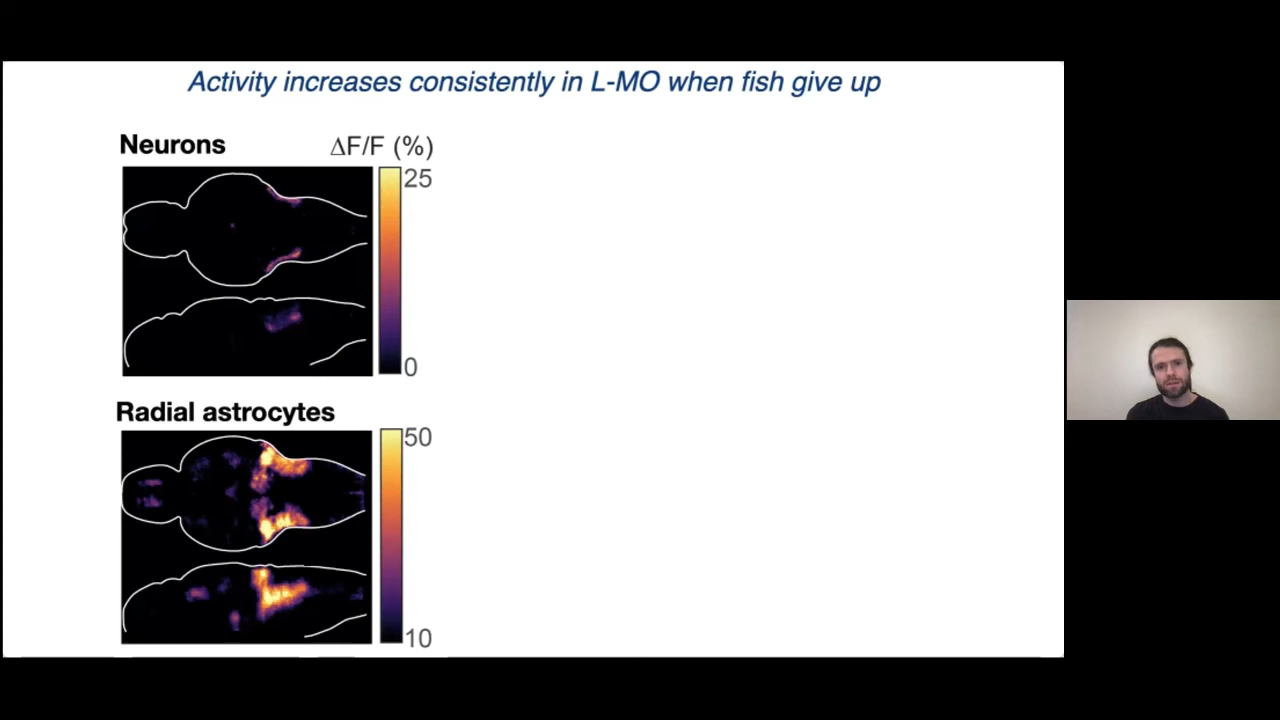 Activity increases consistently in L-MO when fish give up
Neurons
ΔF/F (%)
25
0
Radial astrocytes
50
10